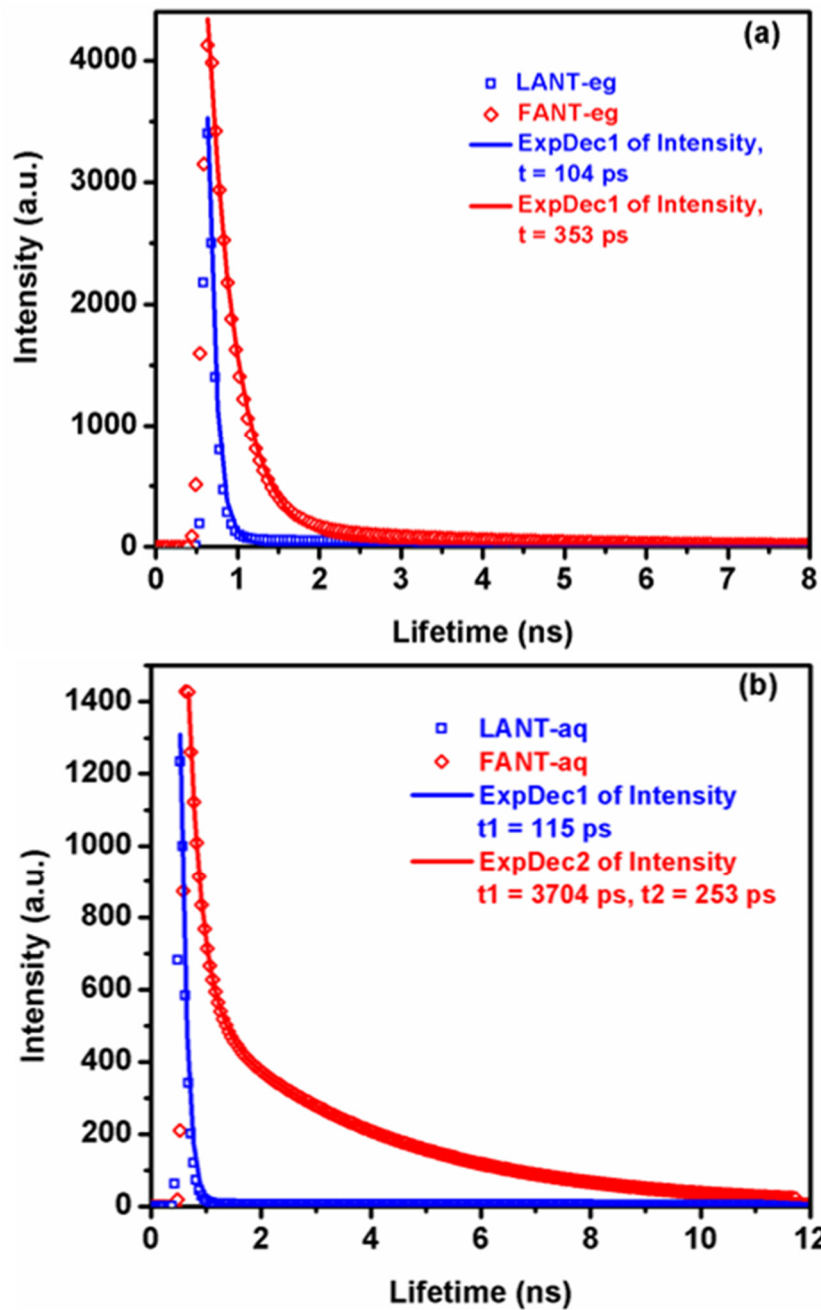 (a)
LANT-eg
FANT-eg
ExpDec1 of Intensity,
t = 104 ps
ExpDec1 of Intensity,
t = 353 ps
Intensity (a.u.)
4000
3000
2000
1000
0
0 1 2 3 4 5 6 7 8
Lifetime (ns)
(b)
LANT-aq
FANT-aq
ExpDec1 of Intensity
t1 = 115 ps
ExpDec2 of Intensity
t1 = 3704 ps, t2 = 253 ps
Intensity (a.u.)
1400
1200
1000
800
600
400
200
0
0 2 4 6 8 10 12
Lifetime (ns)